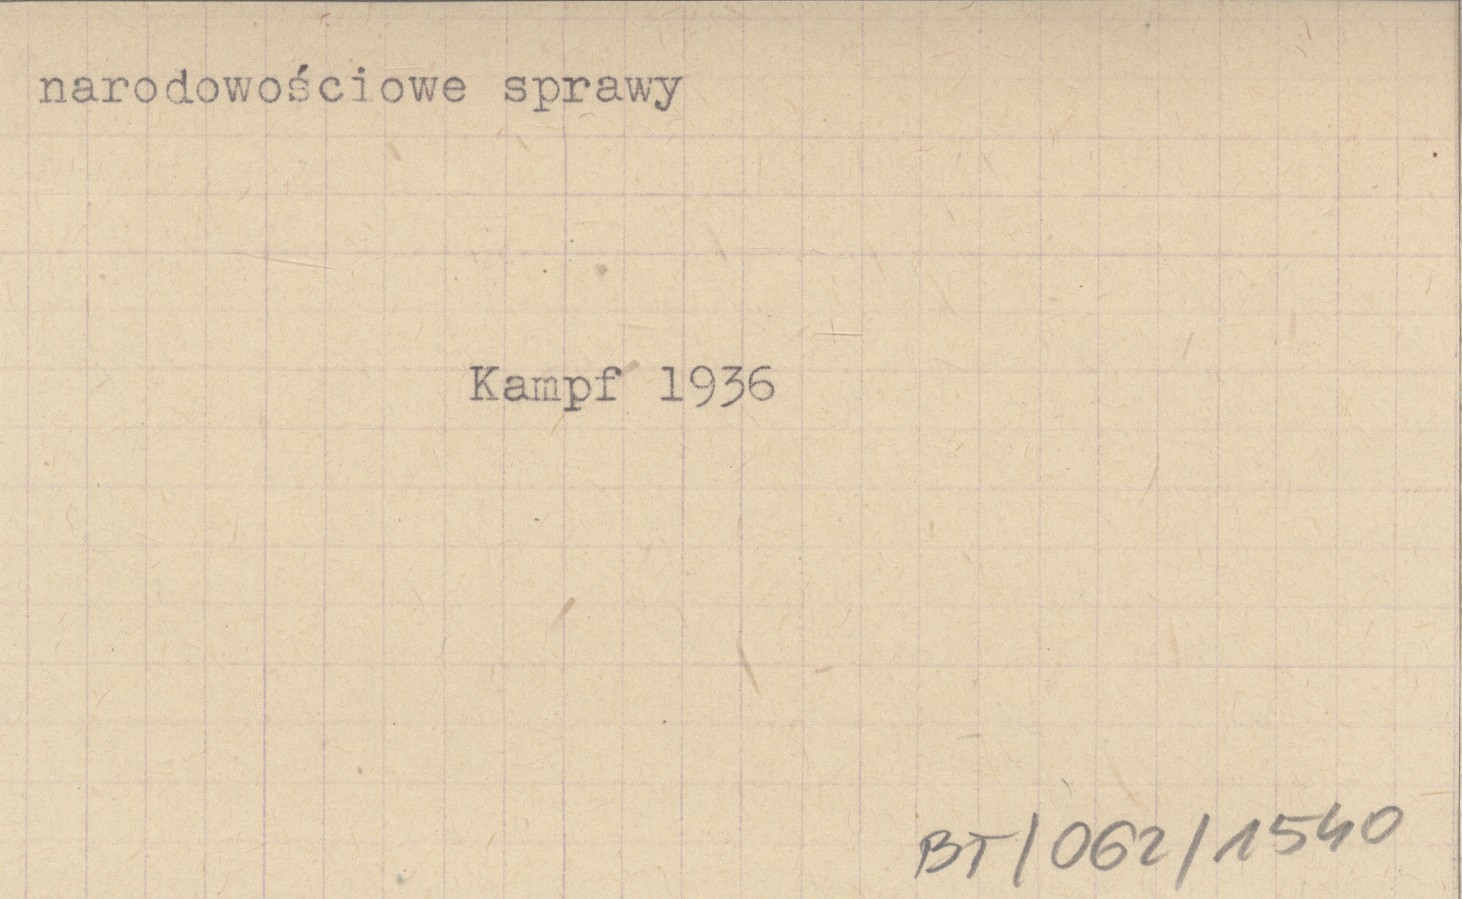 narodowościowe sprawy
Kampf 1936
BT/062/1540